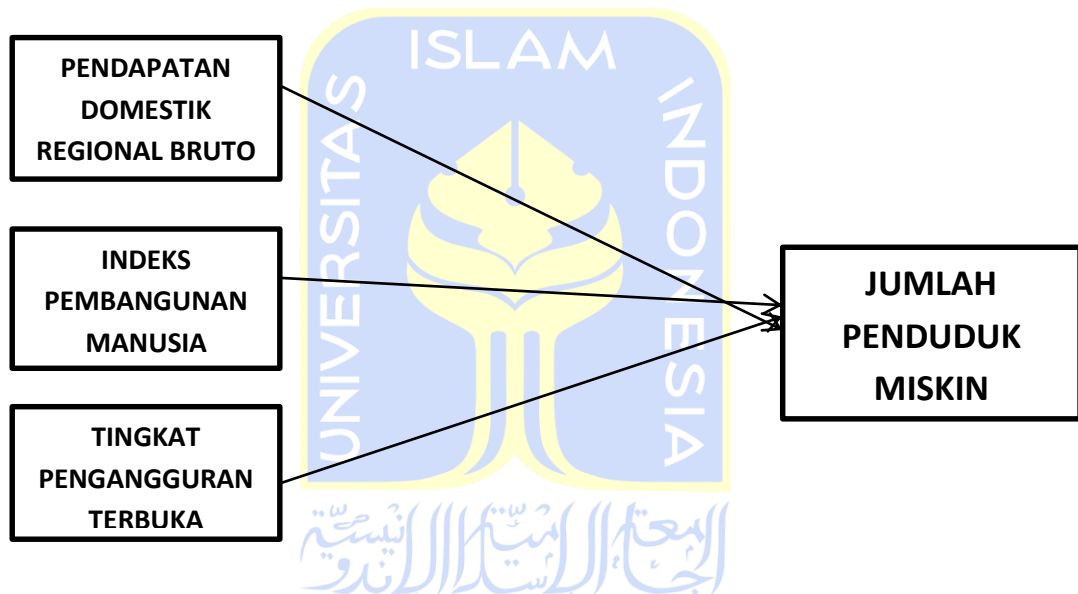 PENDAPATAN
DOMESTIK
REGIONAL BRUTO
INDEKS
PEMBANGUNAN
MANUSIA
TINGKAT
PENGANGGURAN
TERBUKA
JUMLAH
PENDUDUK
MISKIN
UNIVERSITAS
ISLAM
INDONESIA